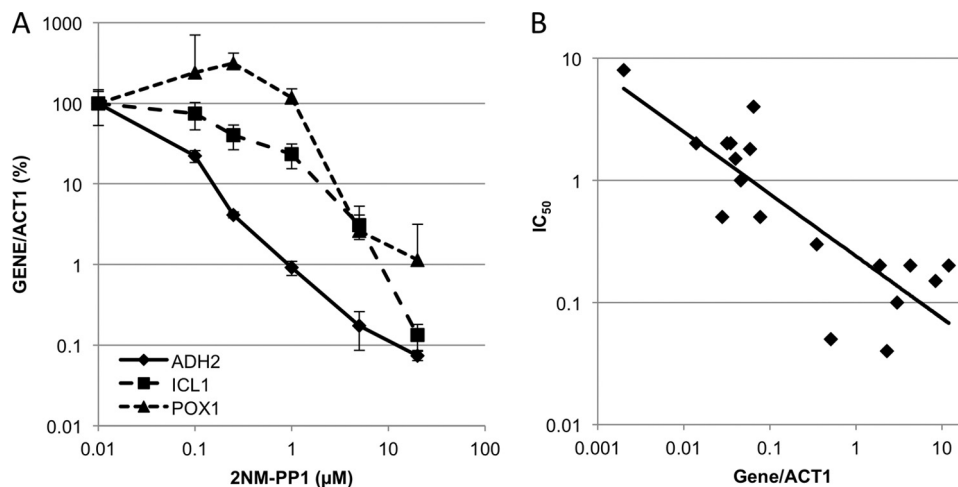 A
1000
100
10
1
0.1
0.01
GENE/ACT1 (%)
ADH2
ICL1
POX1
0.01 0.1 1 10 100
2NM-PP1 (µM)
B
10
1
0.1
0.01
IC50
0.001 0.01 0.1 1 10
Gene/ACT1